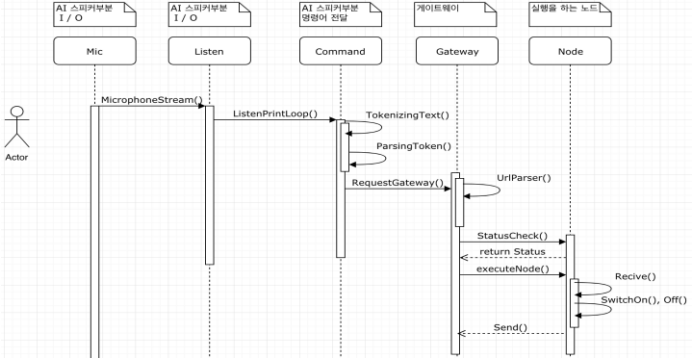 AI 스피커부분
I / O
AI 스피커부분
I / O
AI 스피커부분
명령어 전달
게이트웨이
실행을 하는 노드
Mic
Listen
Command
Gateway
Node
MicrophoneStream()
ListenPrintLoop()
TokenizingText()
Actor
ParsingToken()
RequestGateway()
UrlParser()
StatusCheck()
return Status
executeNode()
Recive()
SwitchOn(), Off()
Send()